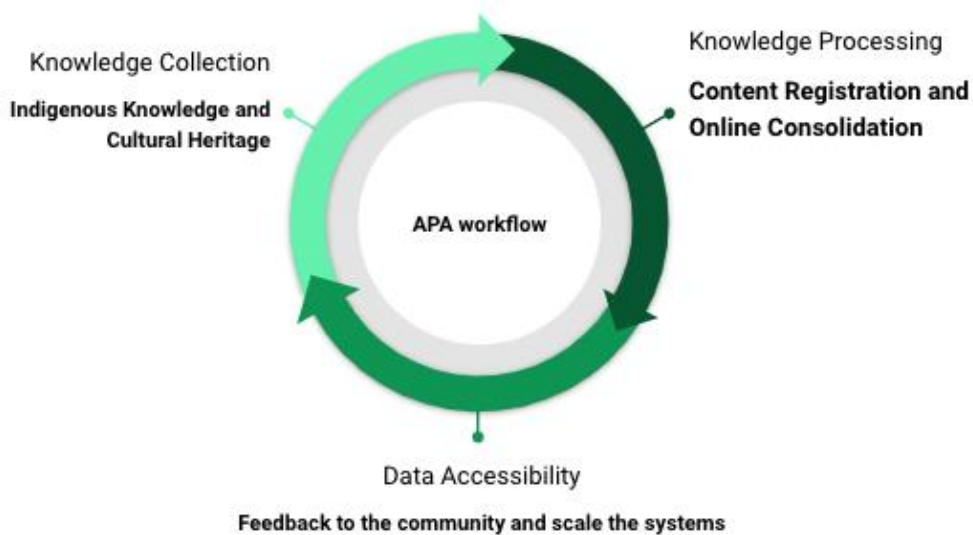 Knowledge Collection
Indigenous Knowledge and
Cultural Heritage
Knowledge Processing
Content Registration and
Online Consolidation
APA workflow
Data Accessibility
Feedback to the community and scale the systems